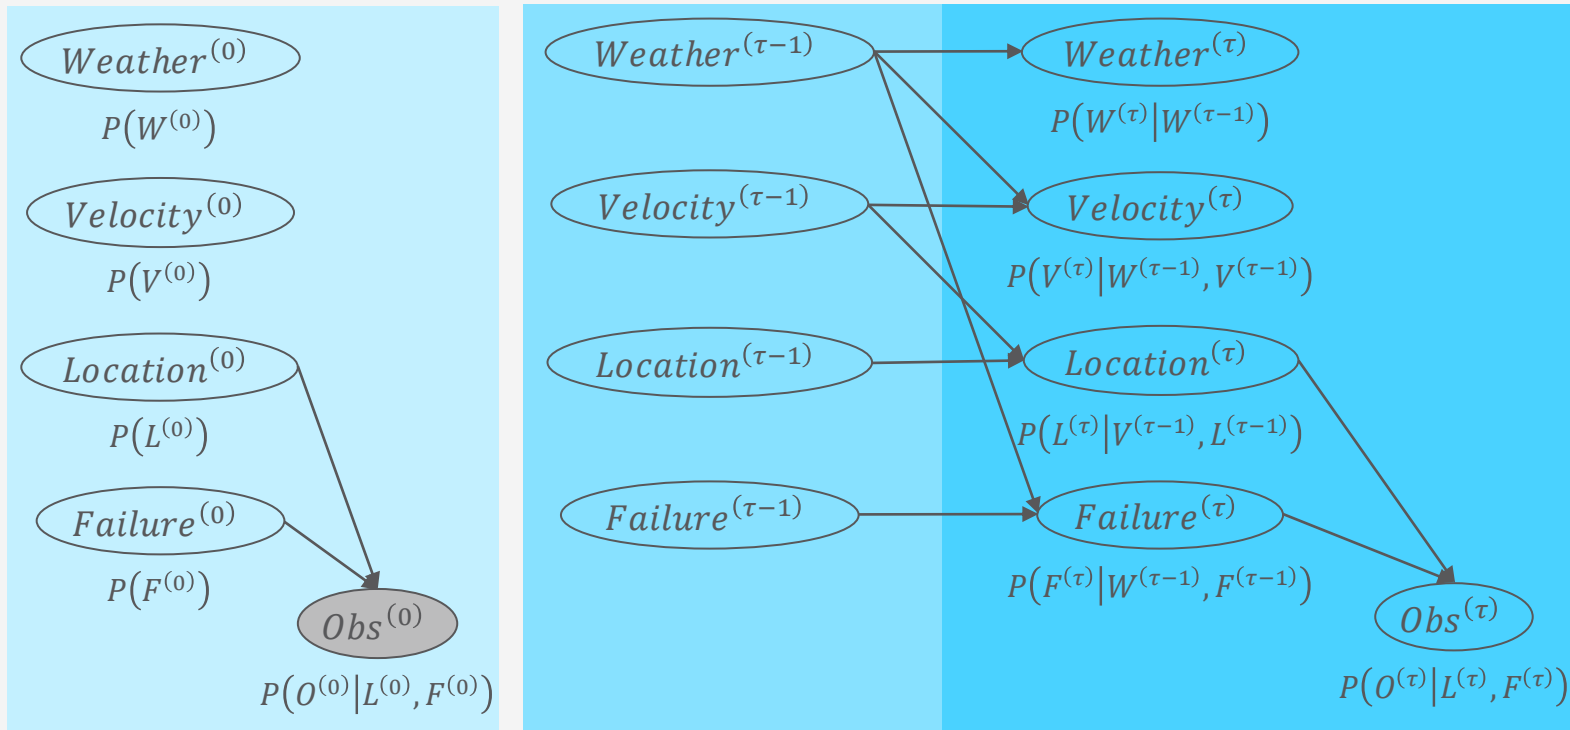 Weather⁽⁰⁾
P(W⁽⁰⁾)
Velocity⁽⁰⁾
P(V⁽⁰⁾)
Location⁽⁰⁾
P(L⁽⁰⁾)
Failure⁽⁰⁾
P(F⁽⁰⁾)
Obs⁽⁰⁾
P(O⁽⁰⁾|L⁽⁰⁾, F⁽⁰⁾)
Weather^(τ−1)
Velocity^(τ−1)
Location^(τ−1)
Failure^(τ−1)
Weather^(τ)
P(W^(τ)|W^(τ−1))
Velocity^(τ)
P(V^(τ)|W^(τ−1), V^(τ−1))
Location^(τ)
P(L^(τ)|V^(τ−1), L^(τ−1))
Failure^(τ)
P(F^(τ)|W^(τ−1), F^(τ−1))
Obs^(τ)
P(O^(τ)|L^(τ), F^(τ))